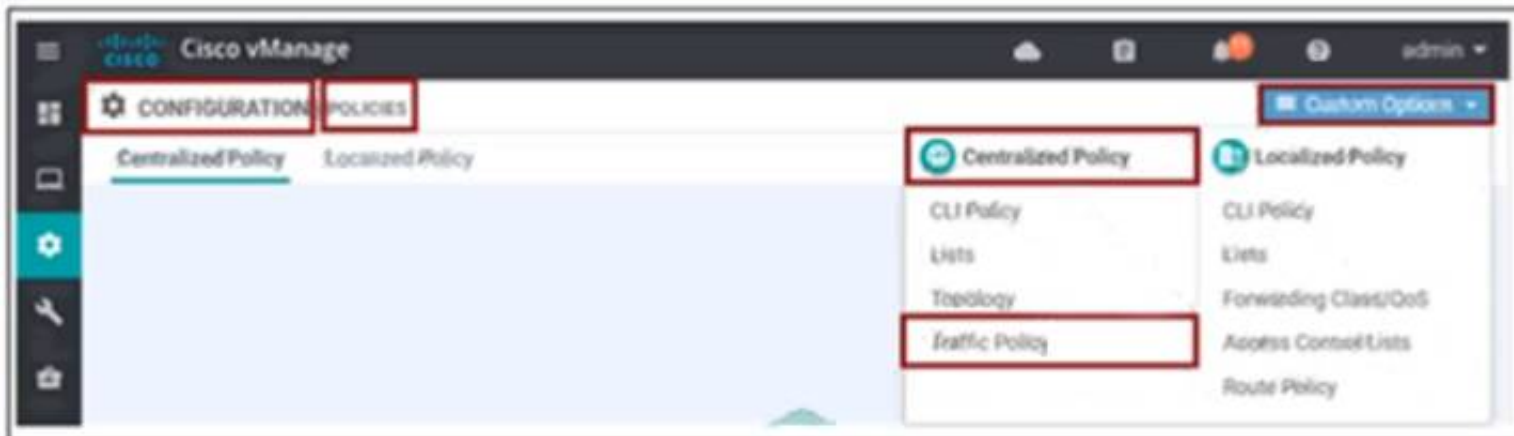 CISCO Cisco vManage admin
CONFIGURATION POLICIES Custom Options
Centralized Policy Localized Policy
Centralized Policy Localized Policy
CLI Policy CLI Policy
Lists Lists
Topology Forwarding Class/QoS
Traffic Policy Access Control Lists
Route Policy